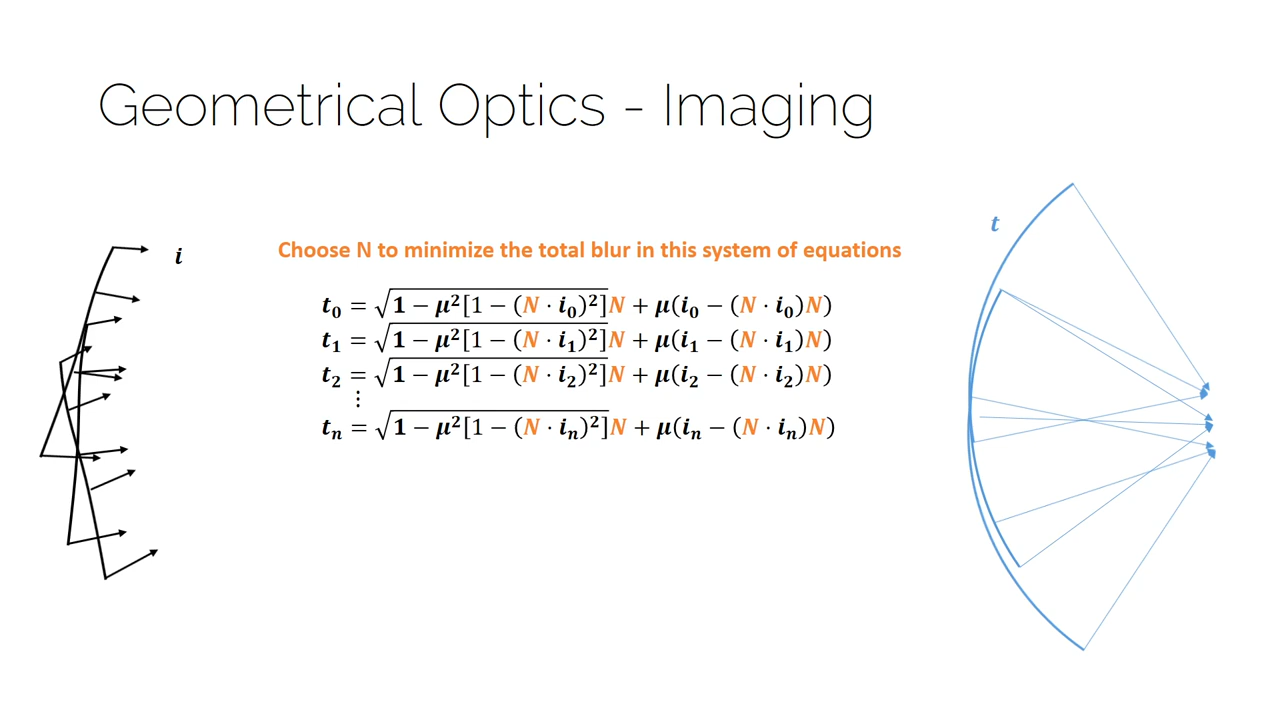 Geometrical Optics - Imaging
i
t
Choose N to minimize the total blur in this system of equations
t₀ = √(1 − μ²[1 − (N · i₀)²])N + μ(i₀ − (N · i₀)N)
t₁ = √(1 − μ²[1 − (N · i₁)²])N + μ(i₁ − (N · i₁)N)
t₂ = √(1 − μ²[1 − (N · i₂)²])N + μ(i₂ − (N · i₂)N)
⋮
tₙ = √(1 − μ²[1 − (N · iₙ)²])N + μ(iₙ − (N · iₙ)N)